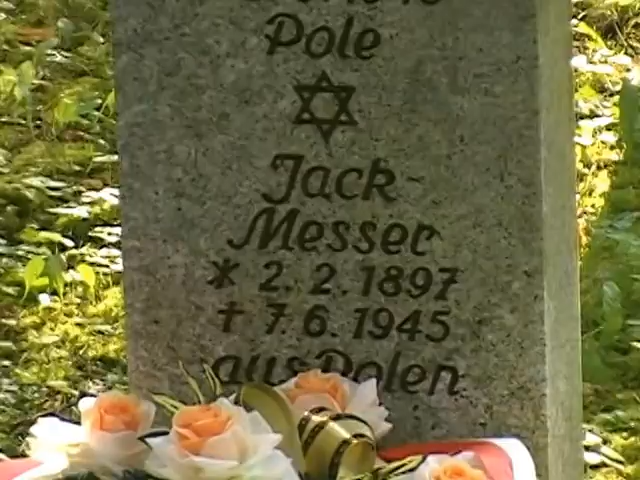 Pole
Jack-
Messer
* 2. 2. 1897
† 7. 6. 1945
aus Polen